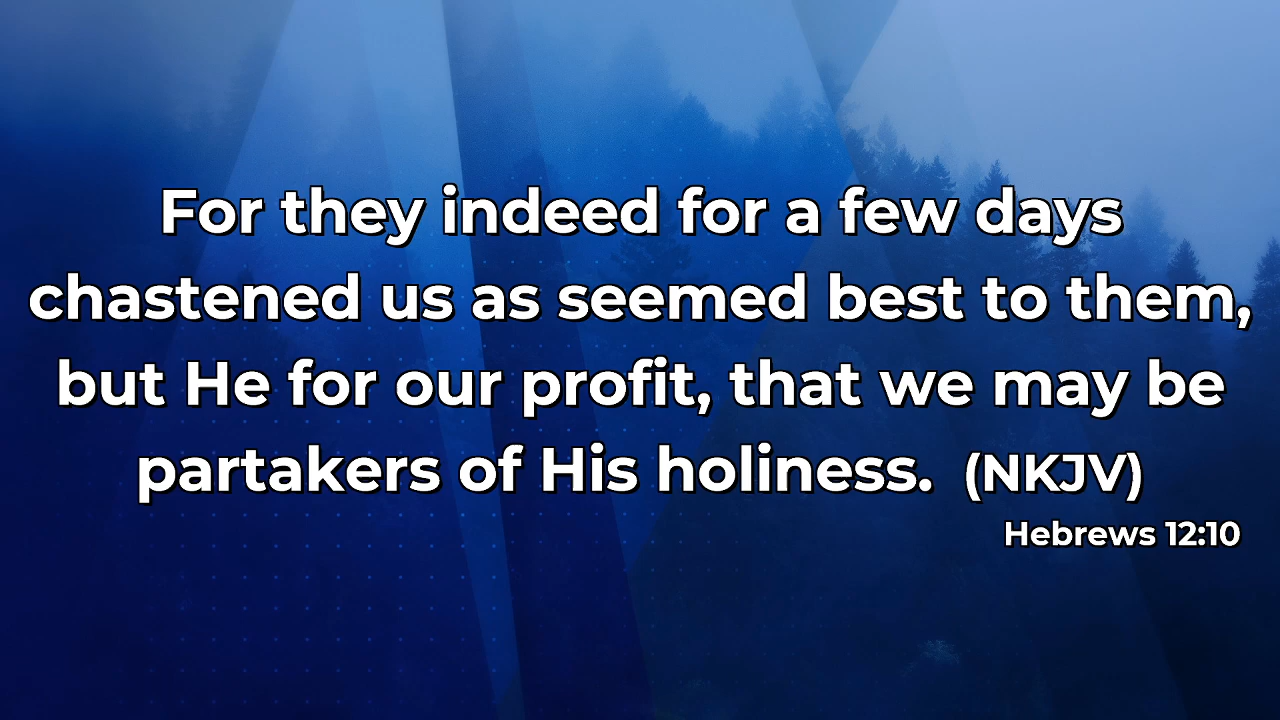 For they indeed for a few days
chastened us as seemed best to them,
but He for our profit, that we may be
partakers of His holiness. (NKJV)
Hebrews 12:10